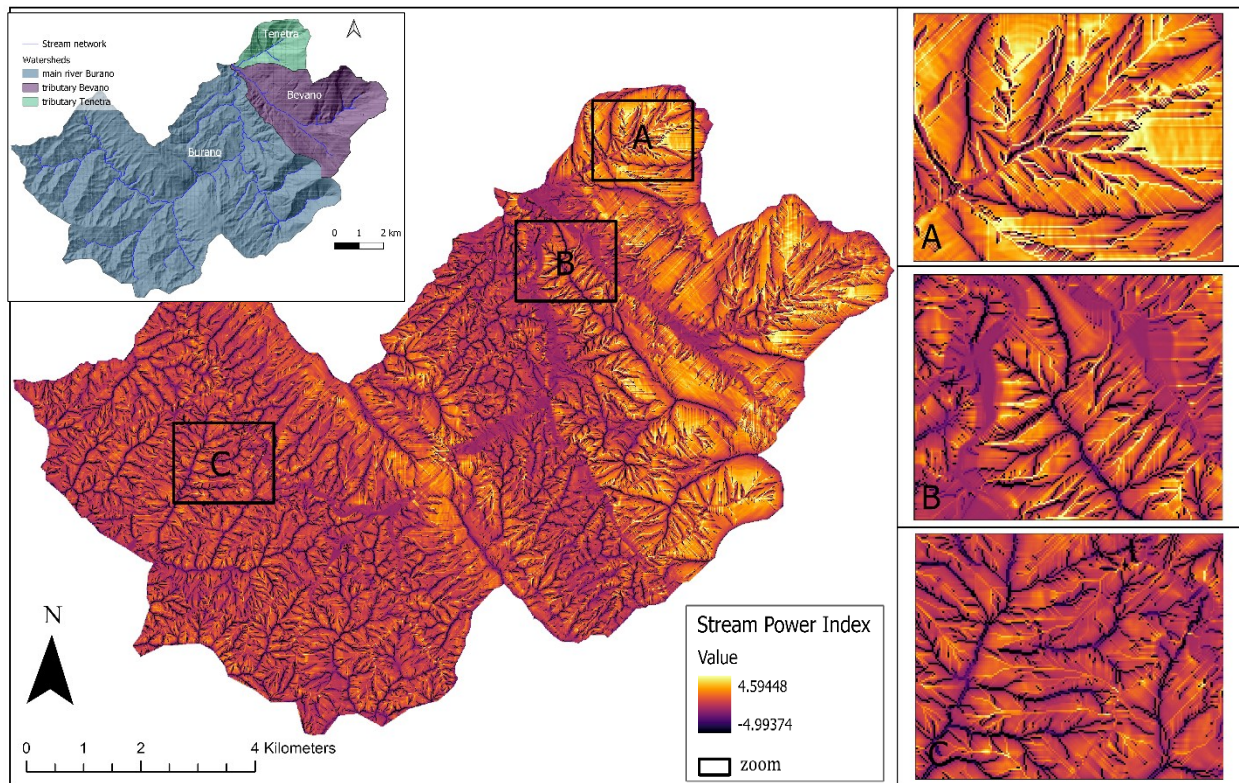 Stream network
Watersheds
main river Burano
tributary Bevano
tributary Tenetra
Tenetra
Bevano
Burano
0 1 2 km
A
B
C
N
0 1 2 4 Kilometers
Stream Power Index
Value
4.59448
-4.99374
zoom
A
B
C